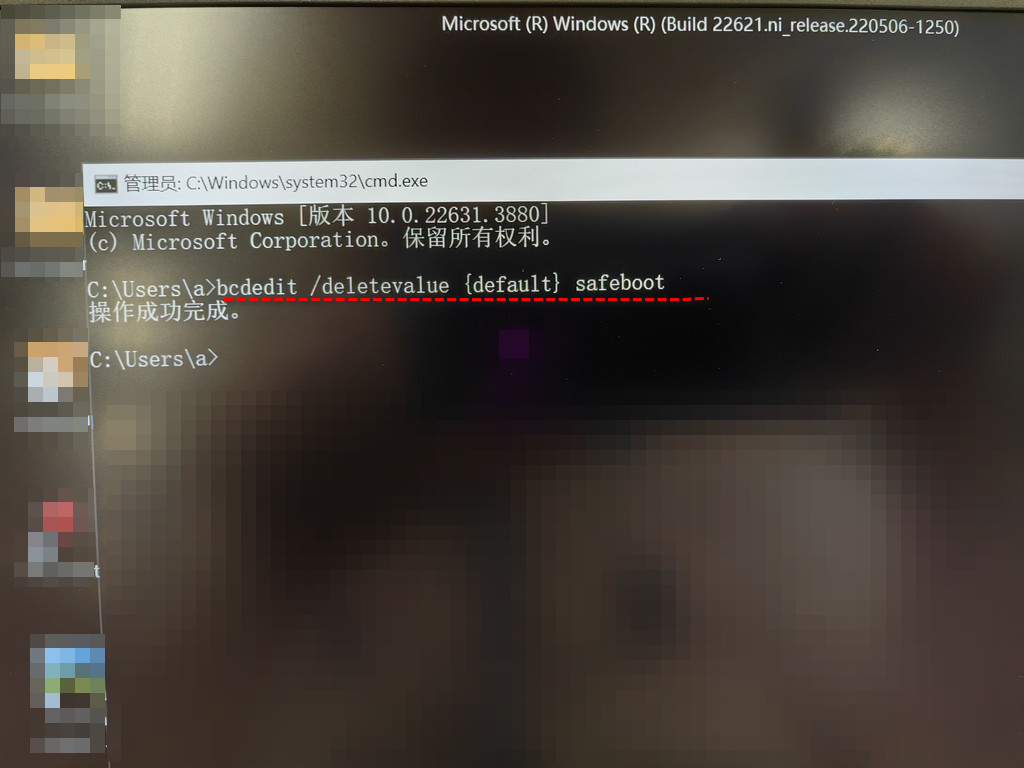 Microsoft (R) Windows (R) (Build 22621.ni_release.220506-1250)
管理员: C:\Windows\system32\cmd.exe
Microsoft Windows [版本 10.0.22631.3880]
(c) Microsoft Corporation。保留所有权利。
C:\Users\a>bcdedit /deletevalue {default} safeboot
操作成功完成。
C:\Users\a>